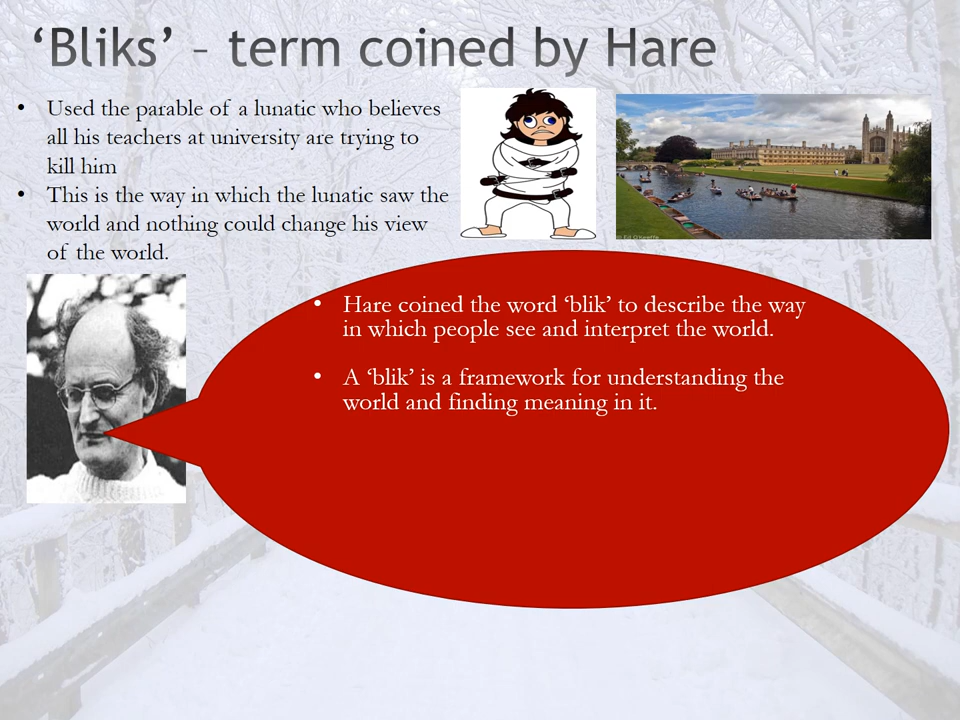 ‘Bliks’ – term coined by Hare
• Used the parable of a lunatic who believes
all his teachers at university are trying to
kill him
• This is the way in which the lunatic saw the
world and nothing could change his view
of the world.
• Hare coined the word ‘blik’ to describe the way
in which people see and interpret the world.
• A ‘blik’ is a framework for understanding the
world and finding meaning in it.